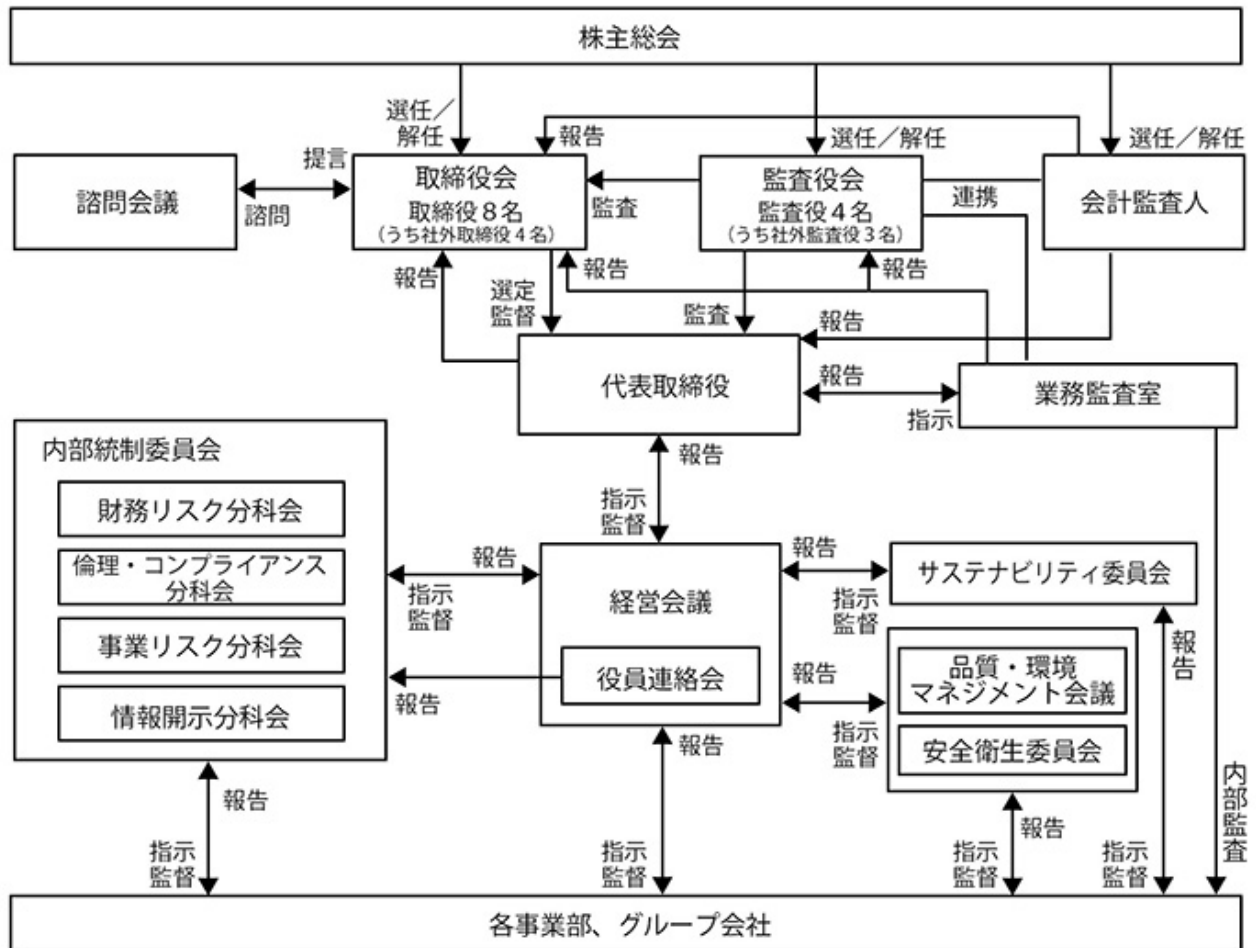 株主総会
選任／
解任
報告
選任／解任
選任／解任
諮問会議
提言
諮問
取締役会
取締役８名
（うち社外取締役４名）
監査
監査役会
監査役４名
（うち社外監査役３名）
連携
会計監査人
報告
選定
監督
報告
監査
報告
報告
代表取締役
報告
指示
業務監査室
報告
指示
監督
内部統制委員会
財務リスク分科会
倫理・コンプライアンス
分科会
事業リスク分科会
情報開示分科会
報告
指示
監督
報告
経営会議
役員連絡会
報告
指示
監督
サステナビリティ委員会
報告
指示
監督
品質・環境
マネジメント会議
安全衛生委員会
報告
報告
指示
監督
報告
指示
監督
報告
指示
監督
指示
監督
内部監査
各事業部、グループ会社